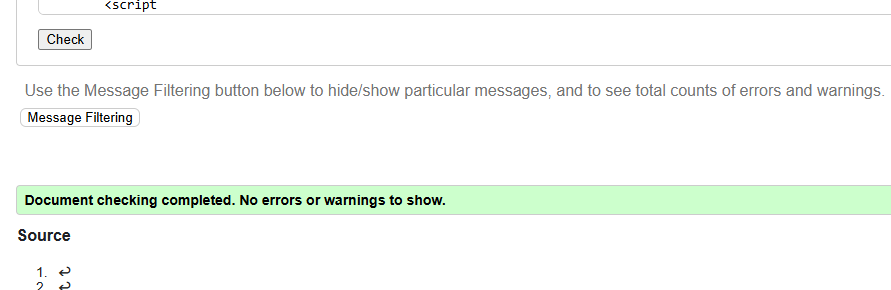 <script
Check
Use the Message Filtering button below to hide/show particular messages, and to see total counts of errors and warnings.
Message Filtering
Document checking completed. No errors or warnings to show.
Source
1. ↩
2. ↩